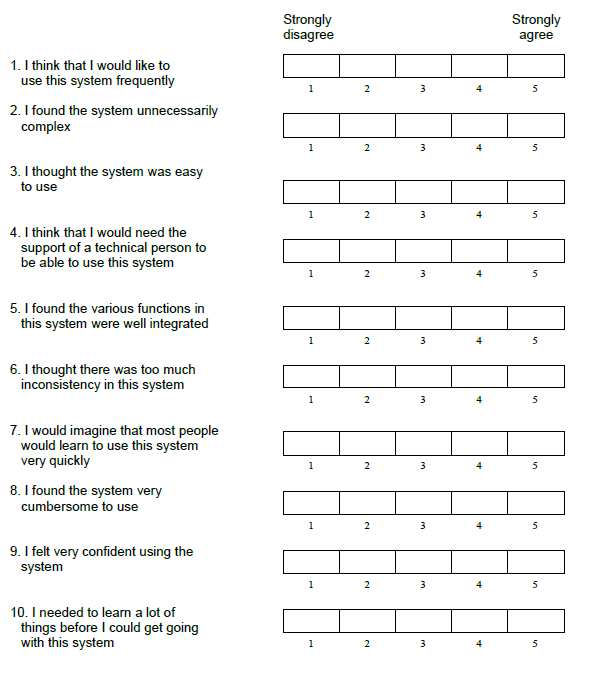 Strongly
disagree
Strongly
agree
1. I think that I would like to
use this system frequently
1 2 3 4 5
2. I found the system unnecessarily
complex
1 2 3 4 5
3. I thought the system was easy
to use
1 2 3 4 5
4. I think that I would need the
support of a technical person to
be able to use this system
1 2 3 4 5
5. I found the various functions in
this system were well integrated
1 2 3 4 5
6. I thought there was too much
inconsistency in this system
1 2 3 4 5
7. I would imagine that most people
would learn to use this system
very quickly
1 2 3 4 5
8. I found the system very
cumbersome to use
1 2 3 4 5
9. I felt very confident using the
system
1 2 3 4 5
10. I needed to learn a lot of
things before I could get going
with this system
1 2 3 4 5